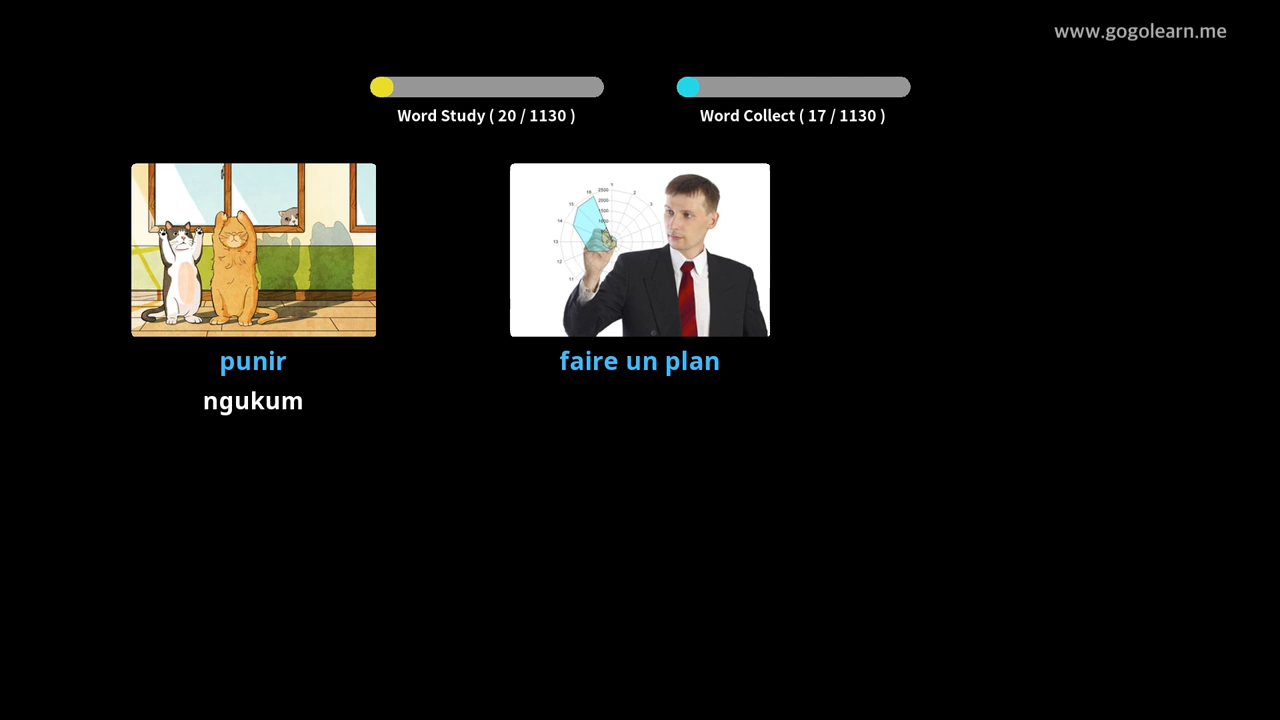 www.gogolearn.me
Word Study ( 20 / 1130 )
Word Collect ( 17 / 1130 )
punir
ngukum
faire un plan